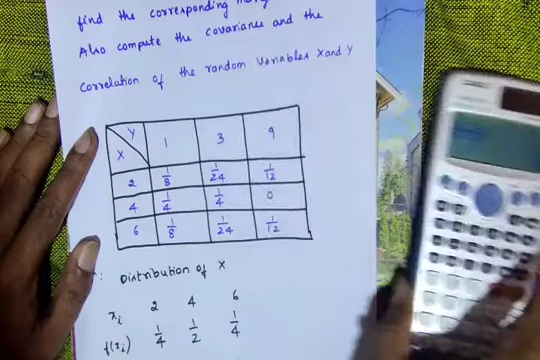 find the corresponding
Also compute the covariance and the
Correlation of the random variables X and Y
Y 1 3 9
X
2 1/8 1/24 1/12
4 1/4 1/4 0
6 1/8 1/24 1/12
: Distribution of X
xi 2 4 6
f(xi) 1/4 1/2 1/4